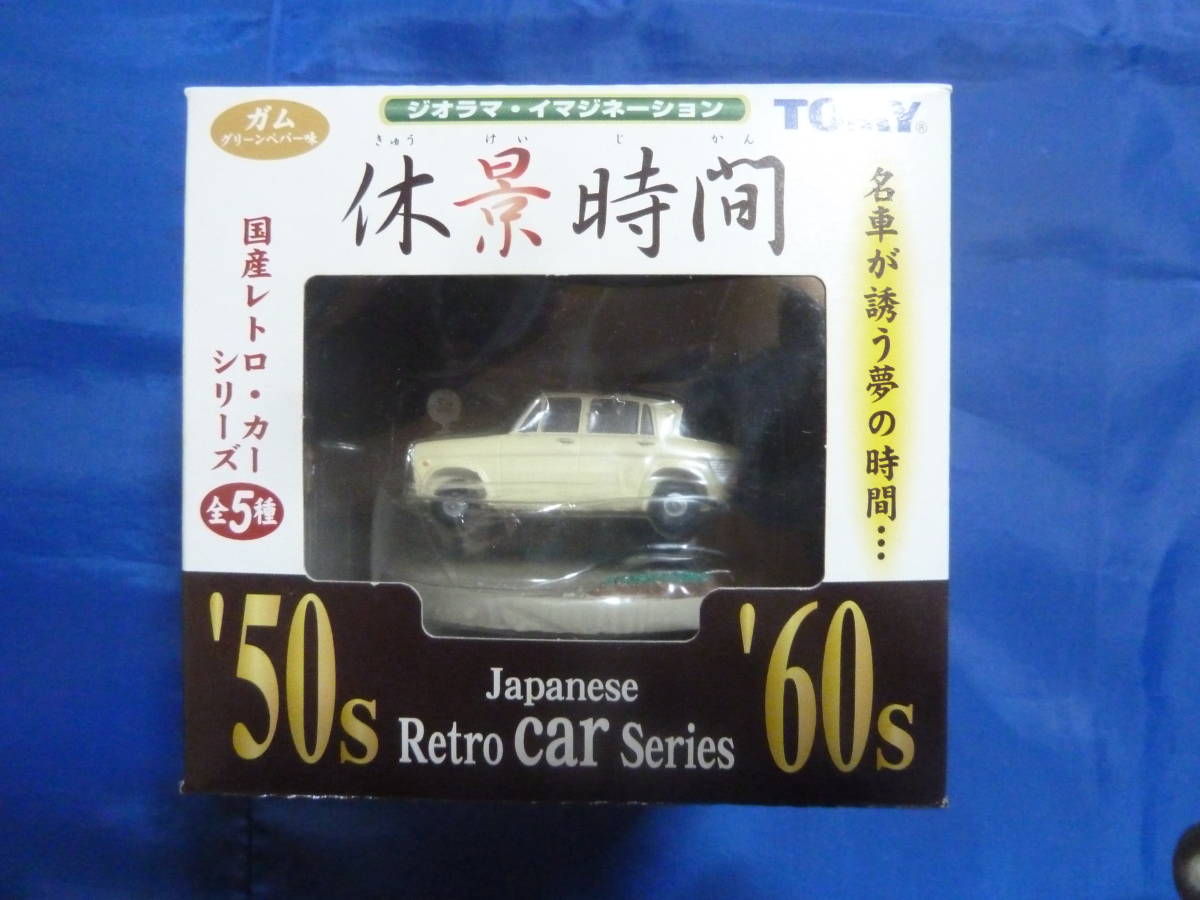 ガム
グリーンペパー味
ジオラマ・イマジネーション
TOMY®
きゅう けい じ かん
休景時間
国産レトロ・カー
シリーズ
全5種
名車が誘う夢の時間…
'50s
Japanese
Retro car Series
'60s